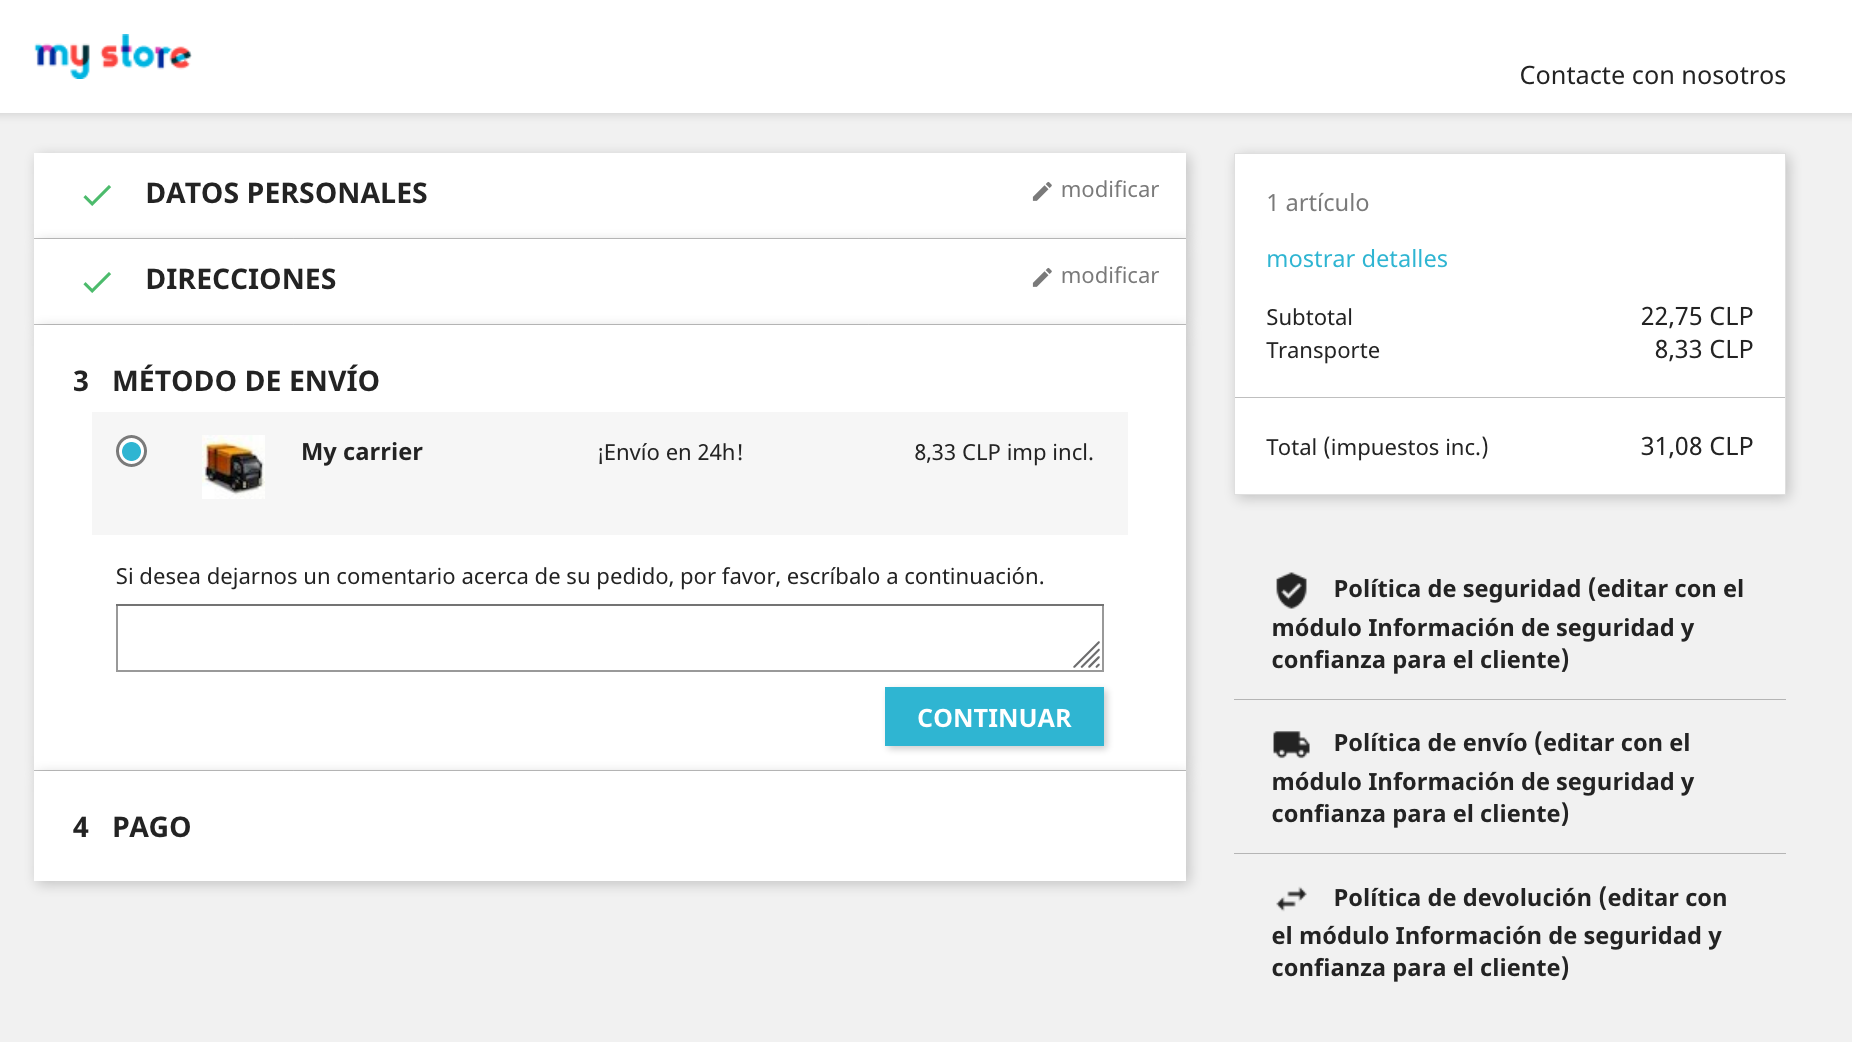 my store
Contacte con nosotros
DATOS PERSONALES
modificar
DIRECCIONES
modificar
3 MÉTODO DE ENVÍO
My carrier
¡Envío en 24h!
8,33 CLP imp incl.
Si desea dejarnos un comentario acerca de su pedido, por favor, escríbalo a continuación.
CONTINUAR
4 PAGO
1 artículo
mostrar detalles
Subtotal 22,75 CLP
Transporte 8,33 CLP
Total (impuestos inc.) 31,08 CLP
Política de seguridad (editar con el
módulo Información de seguridad y
confianza para el cliente)
Política de envío (editar con el
módulo Información de seguridad y
confianza para el cliente)
Política de devolución (editar con
el módulo Información de seguridad y
confianza para el cliente)